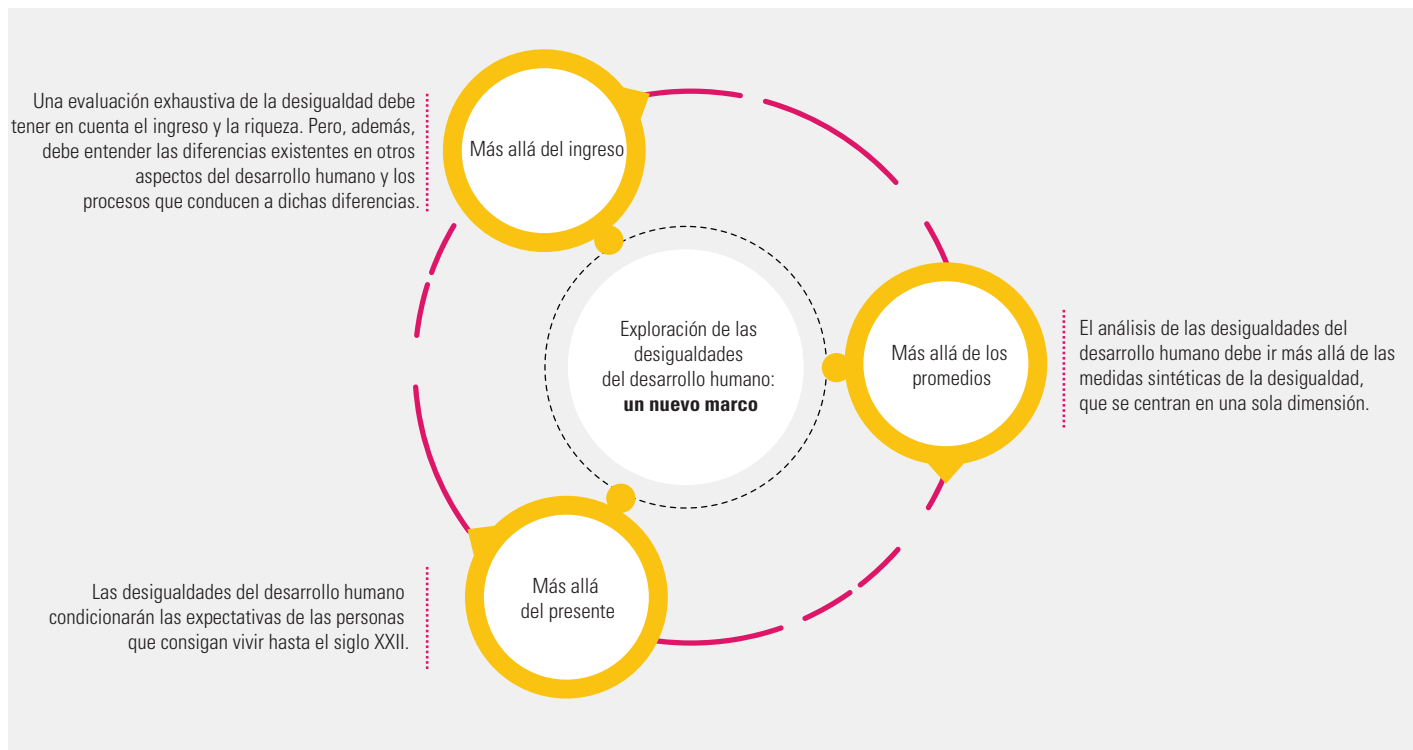 Una evaluación exhaustiva de la desigualdad debe
tener en cuenta el ingreso y la riqueza. Pero, además,
debe entender las diferencias existentes en otros
aspectos del desarrollo humano y los
procesos que conducen a dichas diferencias.
Más allá del ingreso
Exploración de las
desigualdades
del desarrollo humano:
un nuevo marco
Más allá de los
promedios
El análisis de las desigualdades del
desarrollo humano debe ir más allá de las
medidas sintéticas de la desigualdad,
que se centran en una sola dimensión.
Más allá
del presente
Las desigualdades del desarrollo humano
condicionarán las expectativas de las personas
que consigan vivir hasta el siglo XXII.